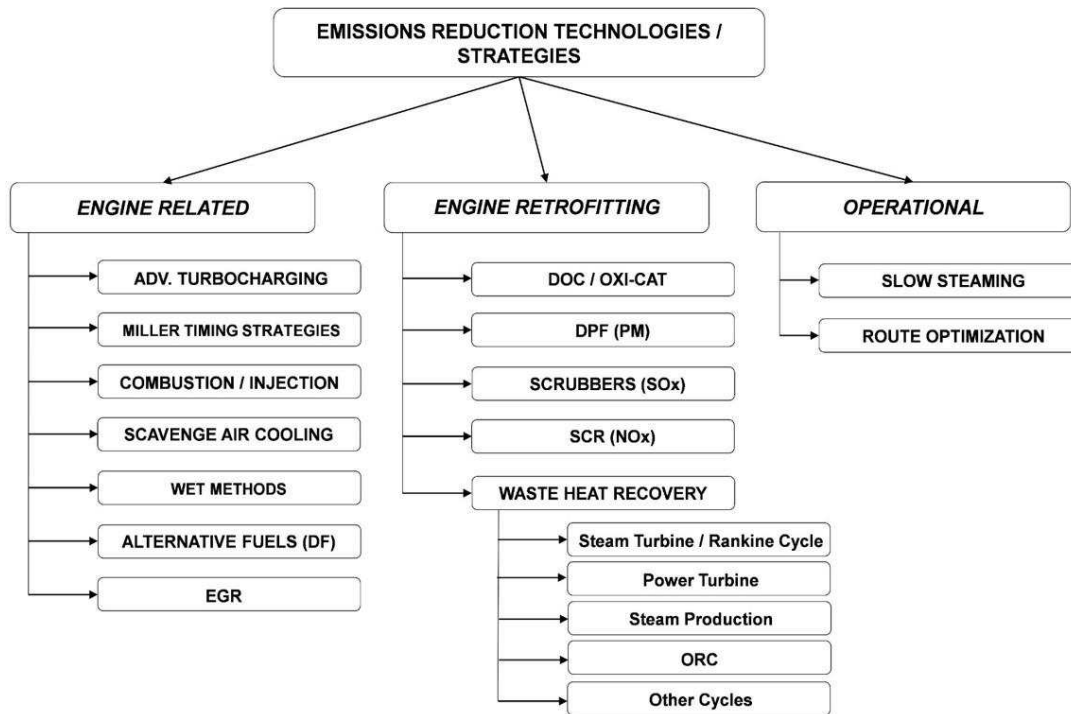 EMISSIONS REDUCTION TECHNOLOGIES /
STRATEGIES
ENGINE RELATED
ADV. TURBOCHARGING
MILLER TIMING STRATEGIES
COMBUSTION / INJECTION
SCAVENGE AIR COOLING
WET METHODS
ALTERNATIVE FUELS (DF)
EGR
ENGINE RETROFITTING
DOC / OXI-CAT
DPF (PM)
SCRUBBERS (SOx)
SCR (NOx)
WASTE HEAT RECOVERY
Steam Turbine / Rankine Cycle
Power Turbine
Steam Production
ORC
Other Cycles
OPERATIONAL
SLOW STEAMING
ROUTE OPTIMIZATION